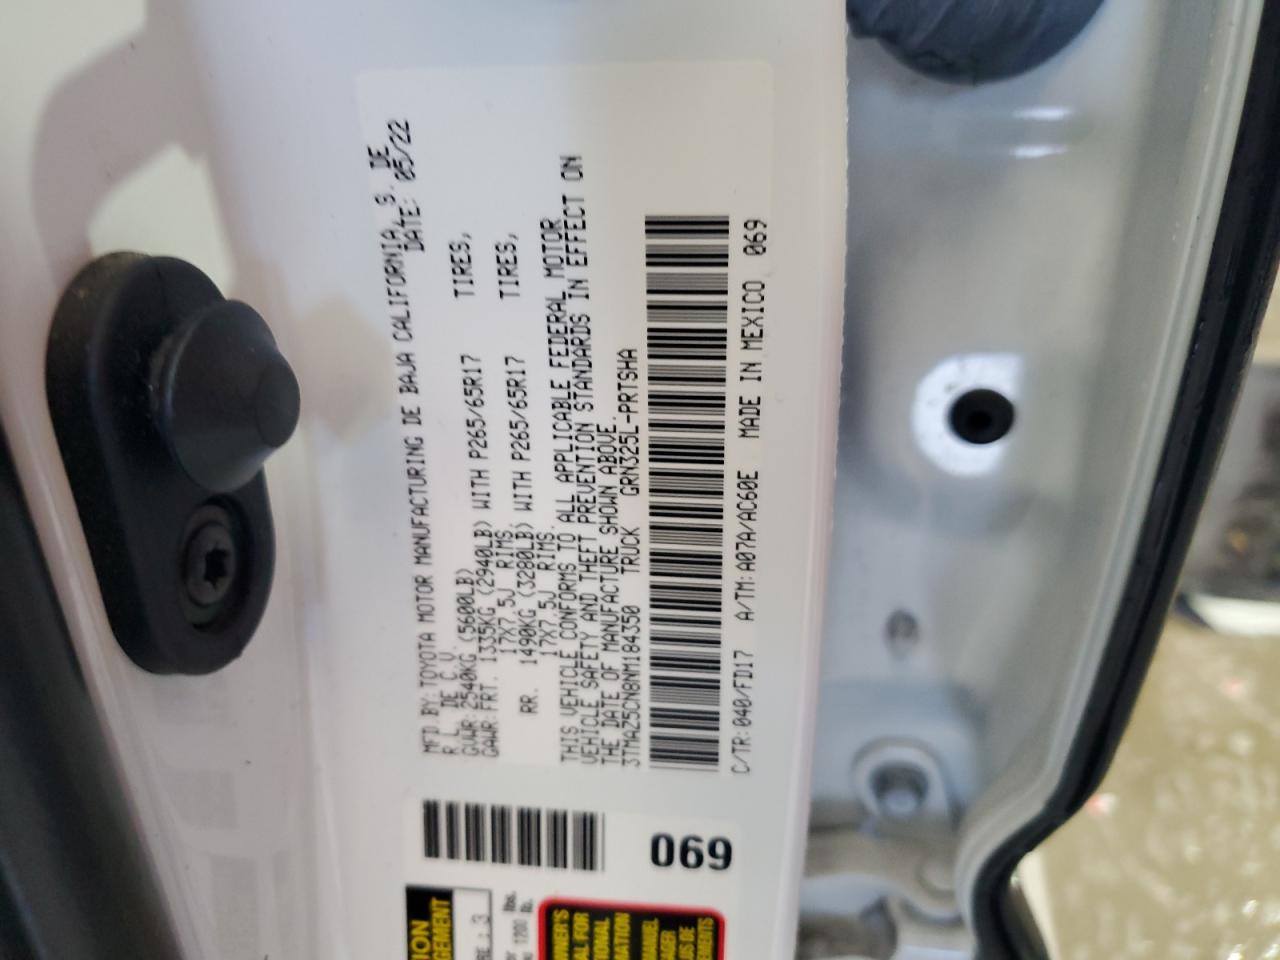 MFD BY: TOYOTA MOTOR MANUFACTURING DE BAJA CALIFORNIA, S. DE
R L. DE C.V. DATE: 05/22
GVWR: 2540KG (5600LB)
GAWR: FRT. 1335KG (2940LB) WITH P265/65R17 TIRES,
17X7.5J RIMS,
RR. 1490KG (3280LB) WITH P265/65R17 TIRES,
17X7.5J RIMS.
THIS VEHICLE CONFORMS TO ALL APPLICABLE FEDERAL MOTOR
VEHICLE SAFETY AND THEFT PREVENTION STANDARDS IN EFFECT ON
THE DATE OF MANUFACTURE SHOWN ABOVE.
3TMAZ5CN8NM184350 TRUCK GRN325L-PRTSHA
C/TR: 040/FD17 A/TM: A07A/AC60E MADE IN MEXICO 069
069